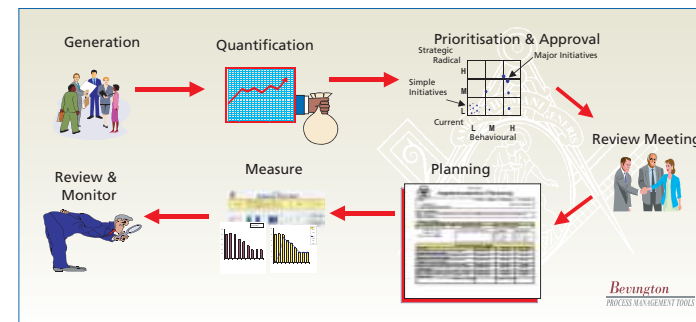 Generation
Quantification
Prioritisation & Approval
Strategic
Radical
Major Initiatives
H
Simple
Initiatives
M
L
Current
L M H
Behavioural
Review Meeting
Planning
Measure
Review &
Monitor
Bevington
PROCESS MANAGEMENT TOOLS